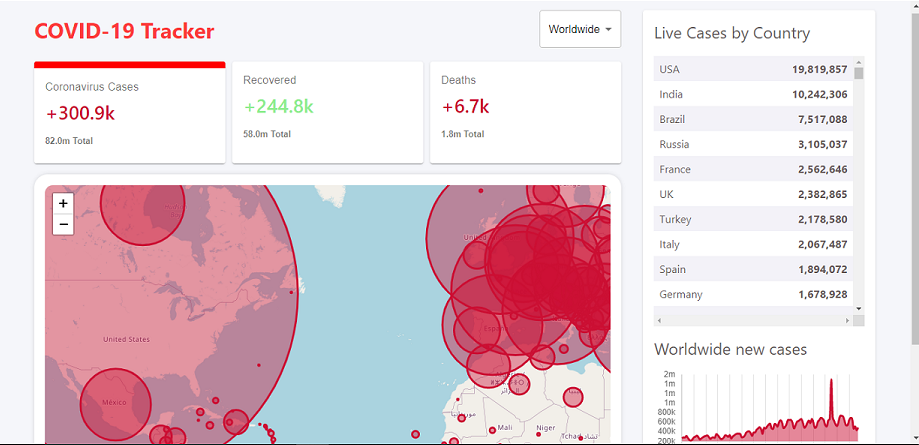 COVID-19 Tracker
Worldwide
Coronavirus Cases
+300.9k
82.0m Total
Recovered
+244.8k
58.0m Total
Deaths
+6.7k
1.8m Total
+
−
United States
México
España
Mali
Niger
Live Cases by Country
USA 19,819,857
India 10,242,306
Brazil 7,517,088
Russia 3,105,037
France 2,562,646
UK 2,382,865
Turkey 2,178,580
Italy 2,067,487
Spain 1,894,072
Germany 1,678,928
Worldwide new cases
2m
1m
1m
1m
800k
600k
400k
200k